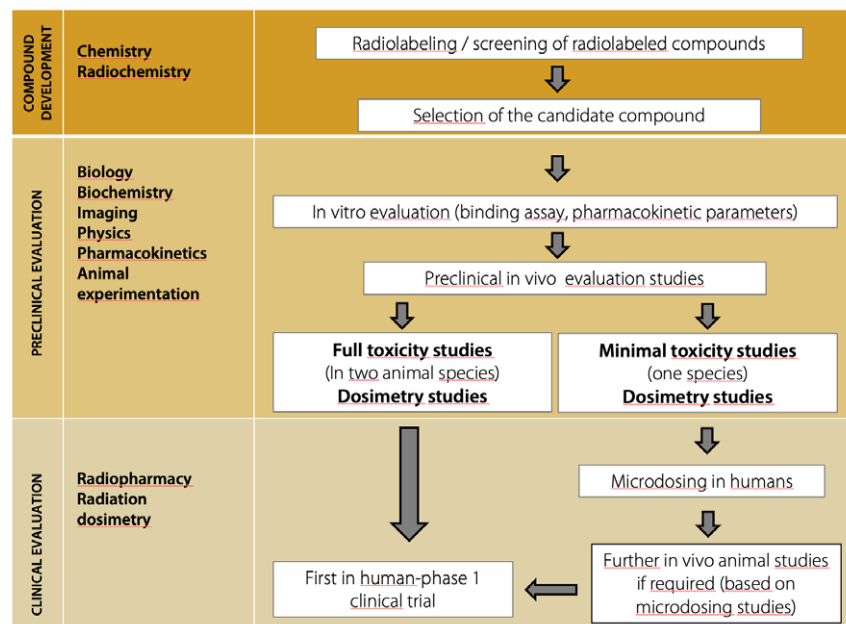 COMPOUND
DEVELOPMENT
Chemistry
Radiochemistry
Radiolabeling / screening of radiolabeled compounds
Selection of the candidate compound
PRECLINICAL EVALUATION
Biology
Biochemistry
Imaging
Physics
Pharmacokinetics
Animal
experimentation
In vitro evaluation (binding assay, pharmacokinetic parameters)
Preclinical in vivo evaluation studies
Full toxicity studies
(In two animal species)
Dosimetry studies
Minimal toxicity studies
(one species)
Dosimetry studies
CLINICAL EVALUATION
Radiopharmacy
Radiation
dosimetry
Microdosing in humans
Further in vivo animal studies
if required (based on
microdosing studies)
First in human-phase 1
clinical trial